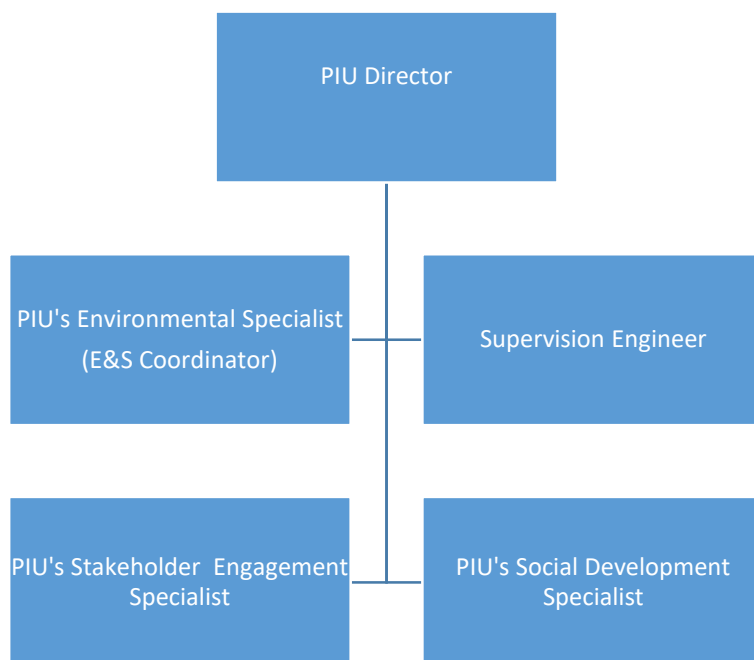 PIU Director
PIU's Environmental Specialist
(E&S Coordinator)
Supervision Engineer
PIU's Stakeholder Engagement
Specialist
PIU's Social Development
Specialist